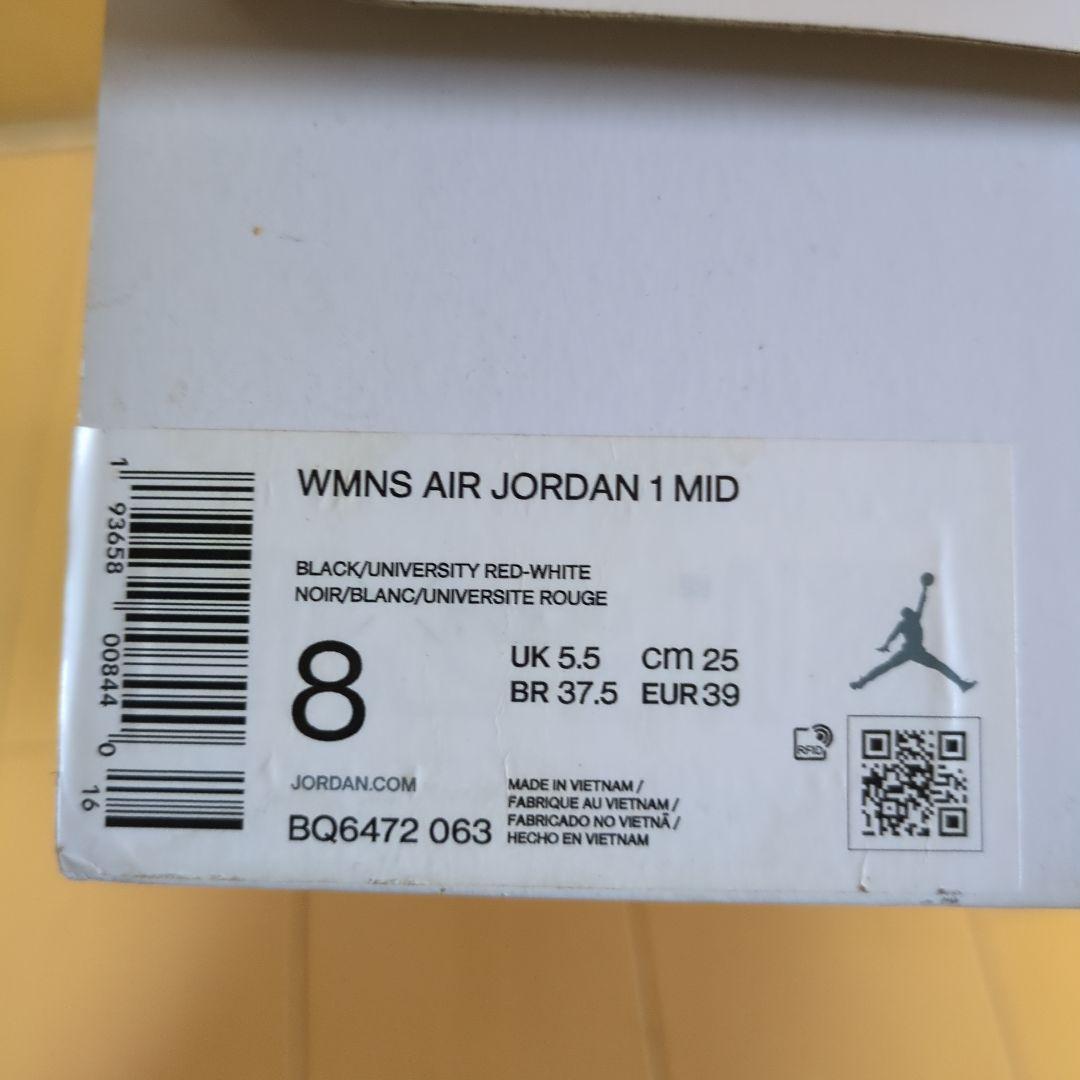 WMNS AIR JORDAN 1 MID
BLACK/UNIVERSITY RED-WHITE
NOIR/BLANC/UNIVERSITE ROUGE
8
UK 5.5 cm 25
BR 37.5 EUR 39
JORDAN.COM
BQ6472 063
MADE IN VIETNAM /
FABRIQUE AU VIETNAM /
FABRICADO NO VIETNÃ /
HECHO EN VIETNAM
RFID
1 93658 00844 0
16